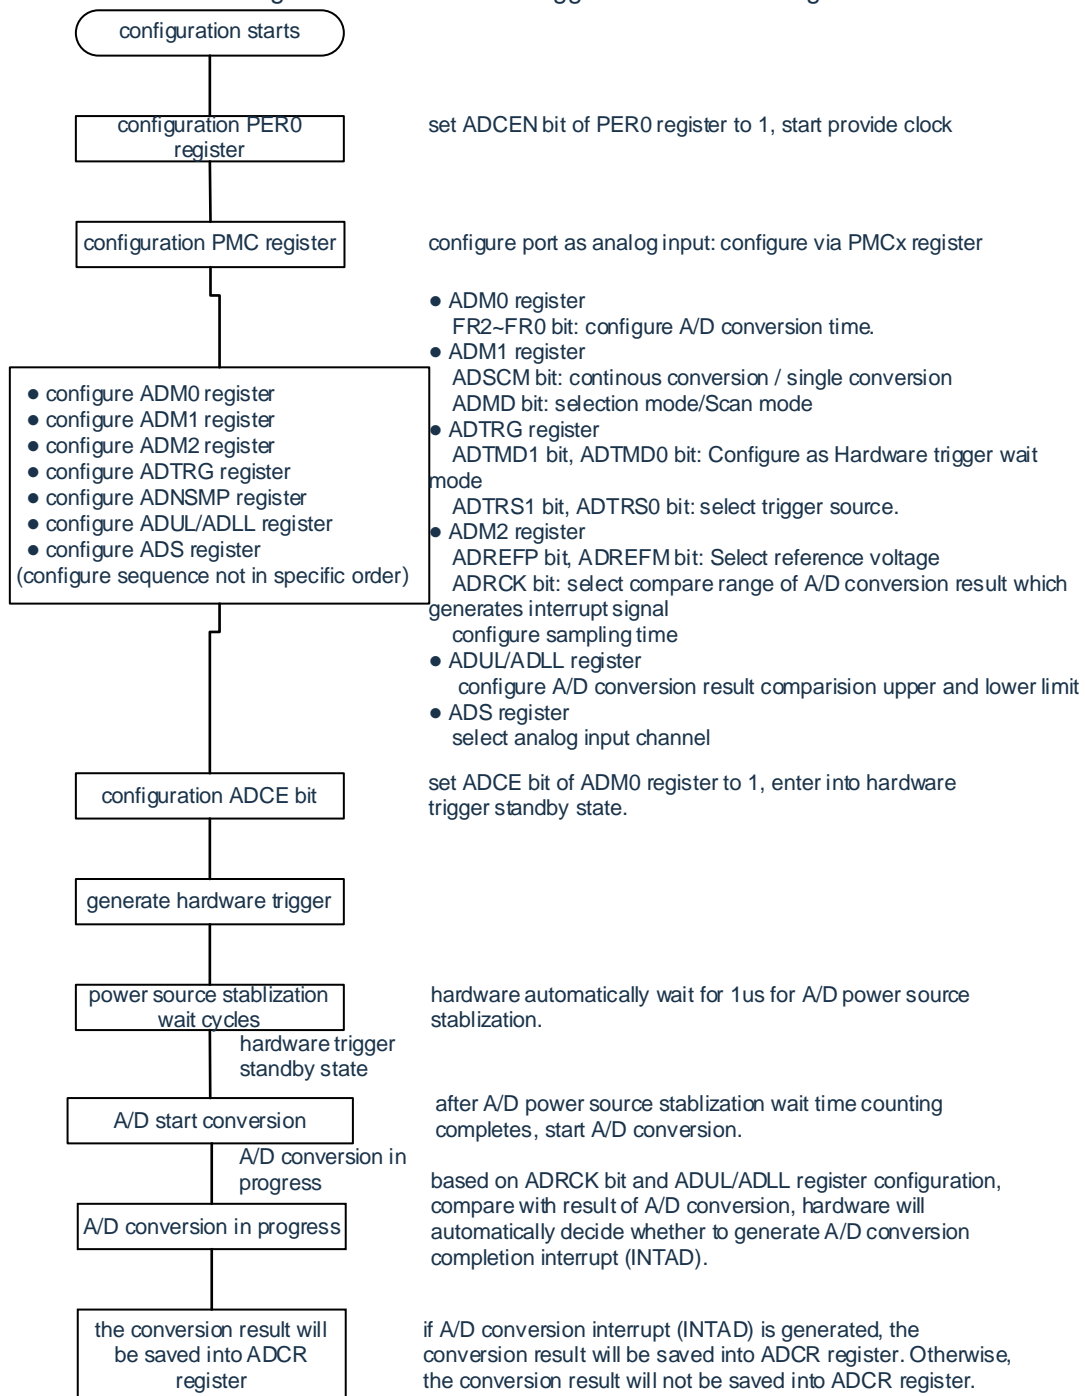 configuration starts
configuration PER0
register
set ADCEN bit of PER0 register to 1, start provide clock
configuration PMC register
configure port as analog input: configure via PMCx register
● configure ADM0 register
● configure ADM1 register
● configure ADM2 register
● configure ADTRG register
● configure ADNSMP register
● configure ADUL/ADLL register
● configure ADS register
(configure sequence not in specific order)
● ADM0 register
FR2~FR0 bit: configure A/D conversion time.
● ADM1 register
ADSCM bit: continous conversion / single conversion
ADMD bit: selection mode/Scan mode
● ADTRG register
ADTMD1 bit, ADTMD0 bit: Configure as Hardware trigger wait
mode
ADTRS1 bit, ADTRS0 bit: select trigger source.
● ADM2 register
ADREFP bit, ADREFM bit: Select reference voltage
ADRCK bit: select compare range of A/D conversion result which
generates interrupt signal
configure sampling time
● ADUL/ADLL register
configure A/D conversion result comparision upper and lower limit
● ADS register
select analog input channel
configuration ADCE bit
set ADCE bit of ADM0 register to 1, enter into hardware
trigger standby state.
generate hardware trigger
power source stablization
wait cycles
hardware automatically wait for 1us for A/D power source
stablization.
hardware trigger
standby state
A/D start conversion
after A/D power source stablization wait time counting
completes, start A/D conversion.
A/D conversion in
progress
A/D conversion in progress
based on ADRCK bit and ADUL/ADLL register configuration,
compare with result of A/D conversion, hardware will
automatically decide whether to generate A/D conversion
completion interrupt (INTAD).
the conversion result will
be saved into ADCR
register
if A/D conversion interrupt (INTAD) is generated, the
conversion result will be saved into ADCR register. Otherwise,
the conversion result will not be saved into ADCR register.